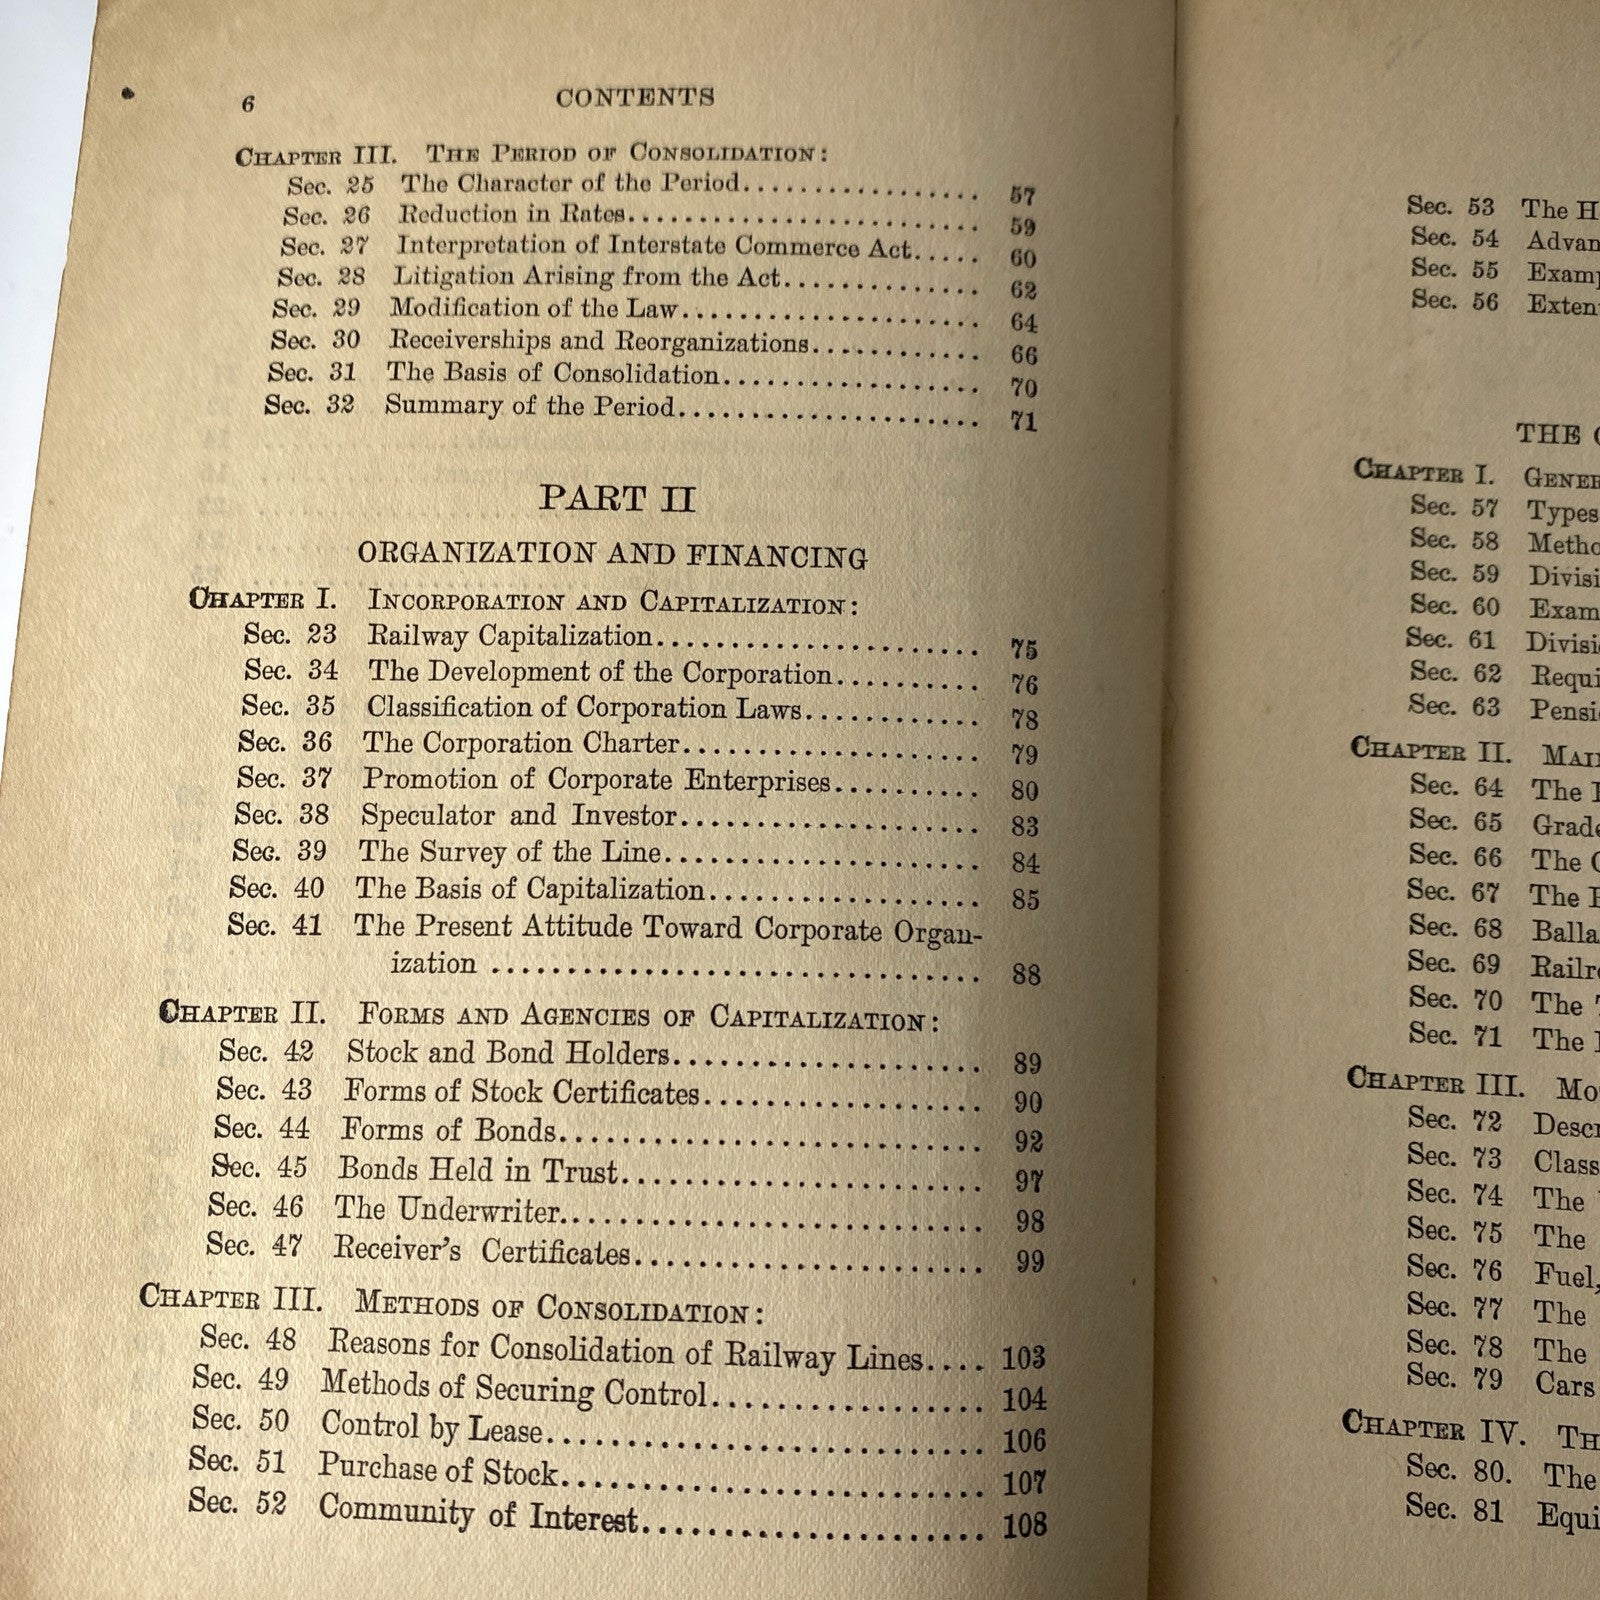 6 CONTENTS
CHAPTER III. THE PERIOD OF CONSOLIDATION:
Sec. 25 The Character of the Period................ 57
Sec. 26 Reduction in Rates........................ 59
Sec. 27 Interpretation of Interstate Commerce Act..... 60
Sec. 28 Litigation Arising from the Act.............. 62
Sec. 29 Modification of the Law..................... 64
Sec. 30 Receiverships and Reorganizations............ 66
Sec. 31 The Basis of Consolidation.................. 70
Sec. 32 Summary of the Period..................... 71
PART II
ORGANIZATION AND FINANCING
CHAPTER I. INCORPORATION AND CAPITALIZATION:
Sec. 23 Railway Capitalization...................... 75
Sec. 34 The Development of the Corporation.......... 76
Sec. 35 Classification of Corporation Laws............ 78
Sec. 36 The Corporation Charter.................... 79
Sec. 37 Promotion of Corporate Enterprises.......... 80
Sec. 38 Speculator and Investor.................... 83
Sec. 39 The Survey of the Line..................... 84
Sec. 40 The Basis of Capitalization.................. 85
Sec. 41 The Present Attitude Toward Corporate Organ-
ization ................................. 88
CHAPTER II. FORMS AND AGENCIES OF CAPITALIZATION:
Sec. 42 Stock and Bond Holders.................... 89
Sec. 43 Forms of Stock Certificates.................. 90
Sec. 44 Forms of Bonds............................ 92
Sec. 45 Bonds Held in Trust........................ 97
Sec. 46 The Underwriter............................ 98
Sec. 47 Receiver's Certificates....................... 99
CHAPTER III. METHODS OF CONSOLIDATION:
Sec. 48 Reasons for Consolidation of Railway Lines.... 103
Sec. 49 Methods of Securing Control.................. 104
Sec. 50 Control by Lease............................. 106
Sec. 51 Purchase of Stock............................ 107
Sec. 52 Community of Interest....................... 108
Sec. 53 The
Sec. 54
Sec. 55
Sec. 56
THE
CHAPTER I.
Sec. 57 Types
Sec. 58
Sec. 59
Sec. 60
Sec. 61
Sec. 62
Sec. 63
CHAPTER II.
Sec. 64 The
Sec. 65
Sec. 66 The
Sec. 67 The
Sec. 68
Sec. 69
Sec. 70 The
Sec. 71 The
CHAPTER III.
Sec. 72
Sec. 73
Sec. 74 The
Sec. 75 The
Sec. 76 Fuel,
Sec. 77 The
Sec. 78 The
Sec. 79 Cars
CHAPTER IV.
Sec. 80. The
Sec. 81